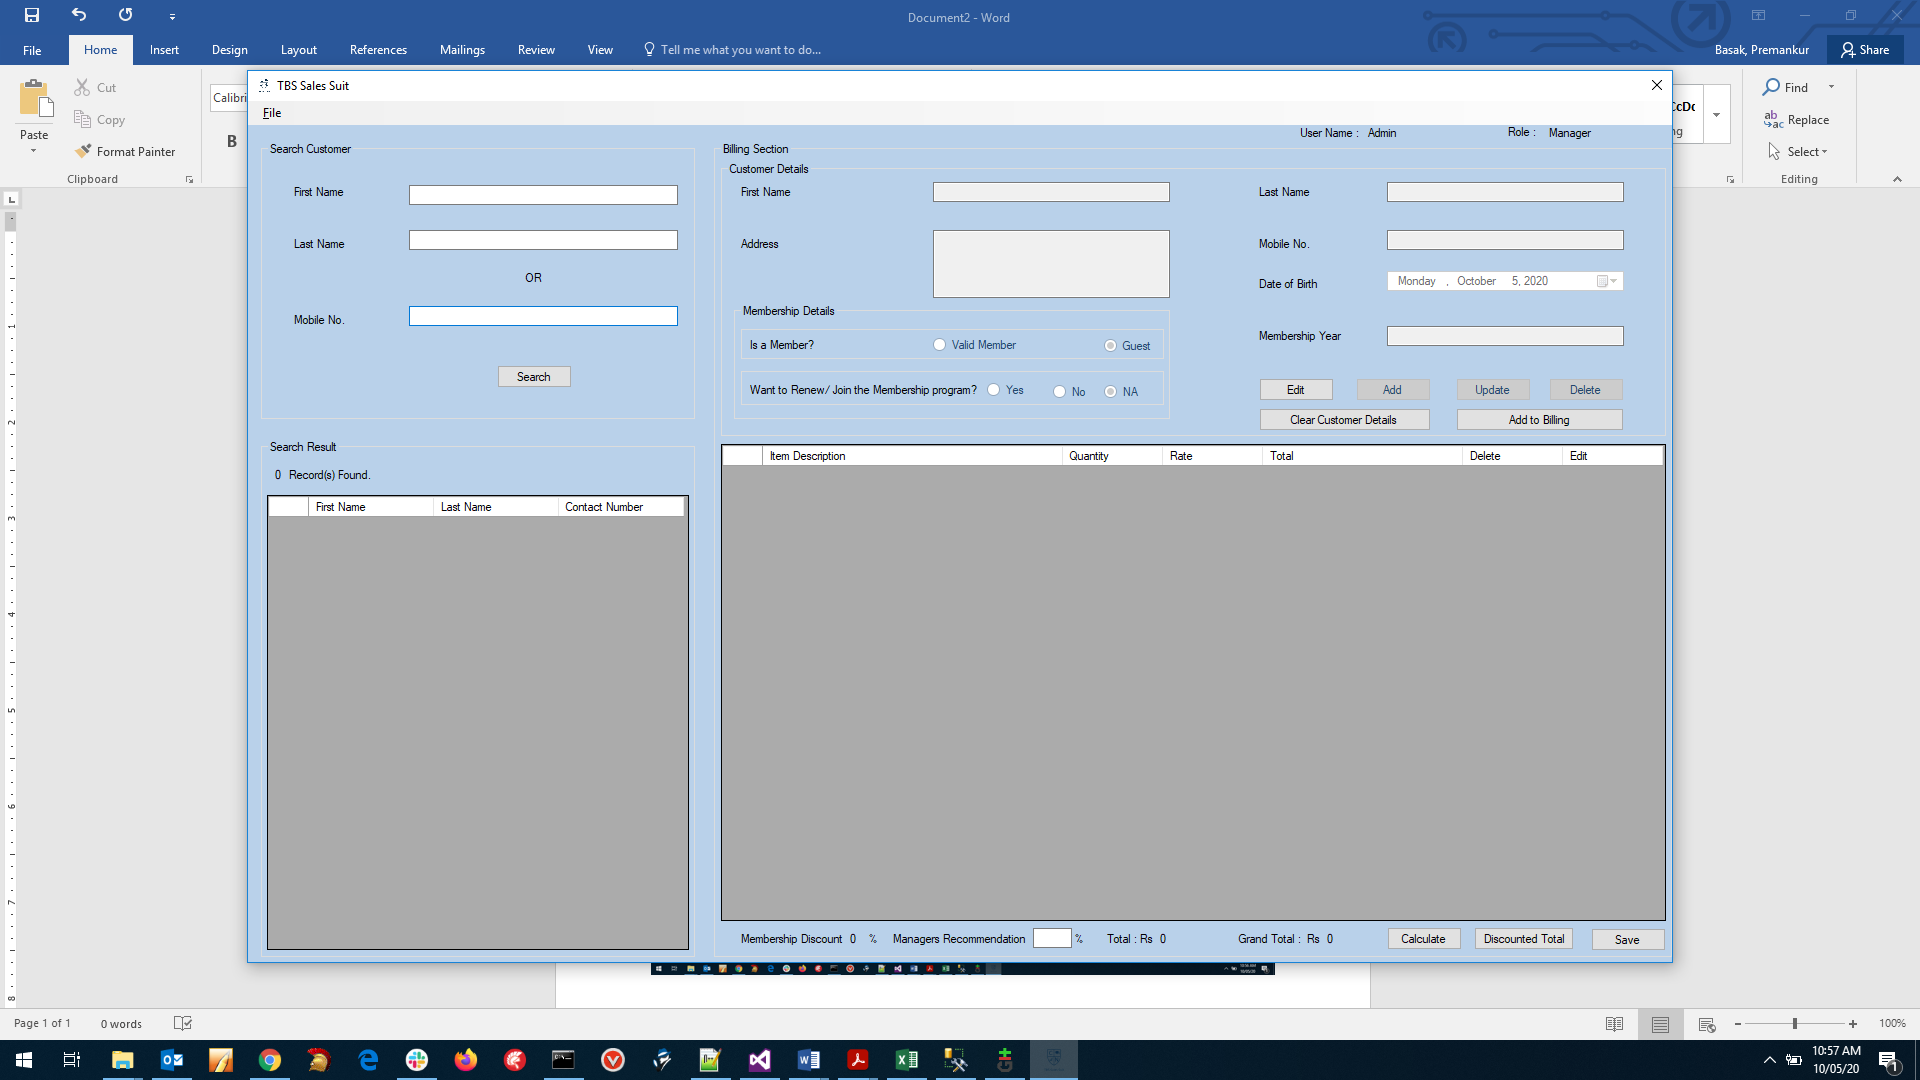 Document2 - Word
File Home Insert Design Layout References Mailings Review View Tell me what you want to do... Basak, Premankur Share
Paste
Cut
Copy
Format Painter
Clipboard
Calibri
B
Find
Replace
Select
Editing
TBS Sales Suit
File
User Name : Admin Role : Manager
Search Customer
First Name
Last Name
OR
Mobile No.
Search
Search Result
0 Record(s) Found.
First Name Last Name Contact Number
Billing Section
Customer Details
First Name Last Name
Address Mobile No.
Date of Birth Monday , October 5, 2020
Membership Details
Is a Member? Valid Member Guest
Membership Year
Want to Renew/ Join the Membership program? Yes No NA
Edit Add Update Delete
Clear Customer Details Add to Billing
Item Description Quantity Rate Total Delete Edit
Membership Discount 0 % Managers Recommendation % Total : Rs 0 Grand Total : Rs 0 Calculate Discounted Total Save
Page 1 of 1 0 words 100%
10:57 AM
10/05/20
1